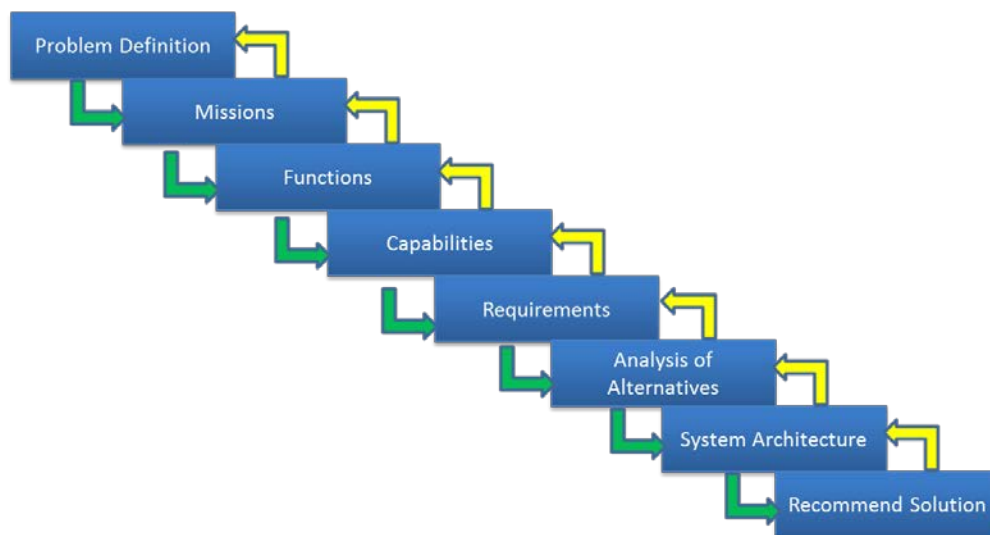 Problem Definition
Missions
Functions
Capabilities
Requirements
Analysis of
Alternatives
System Architecture
Recommend Solution